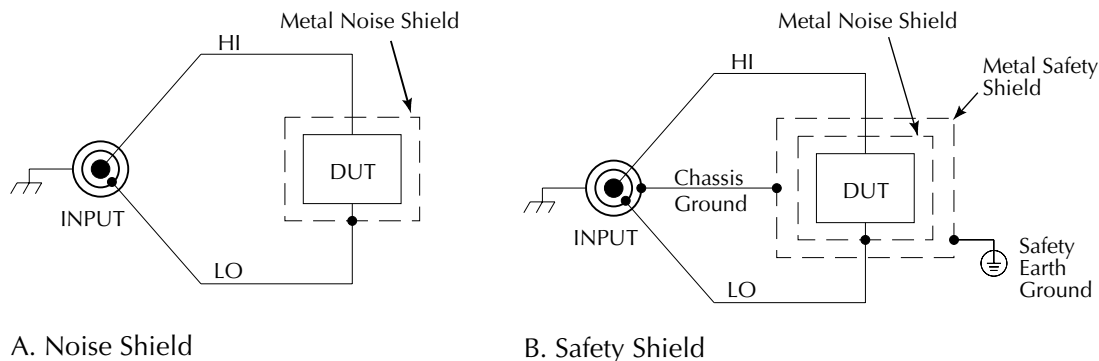 Metal Noise Shield
HI
DUT
INPUT
LO
A. Noise Shield
Metal Noise Shield
HI
Metal Safety
Shield
DUT
Chassis
Ground
INPUT
Safety
Earth
Ground
LO
B. Safety Shield